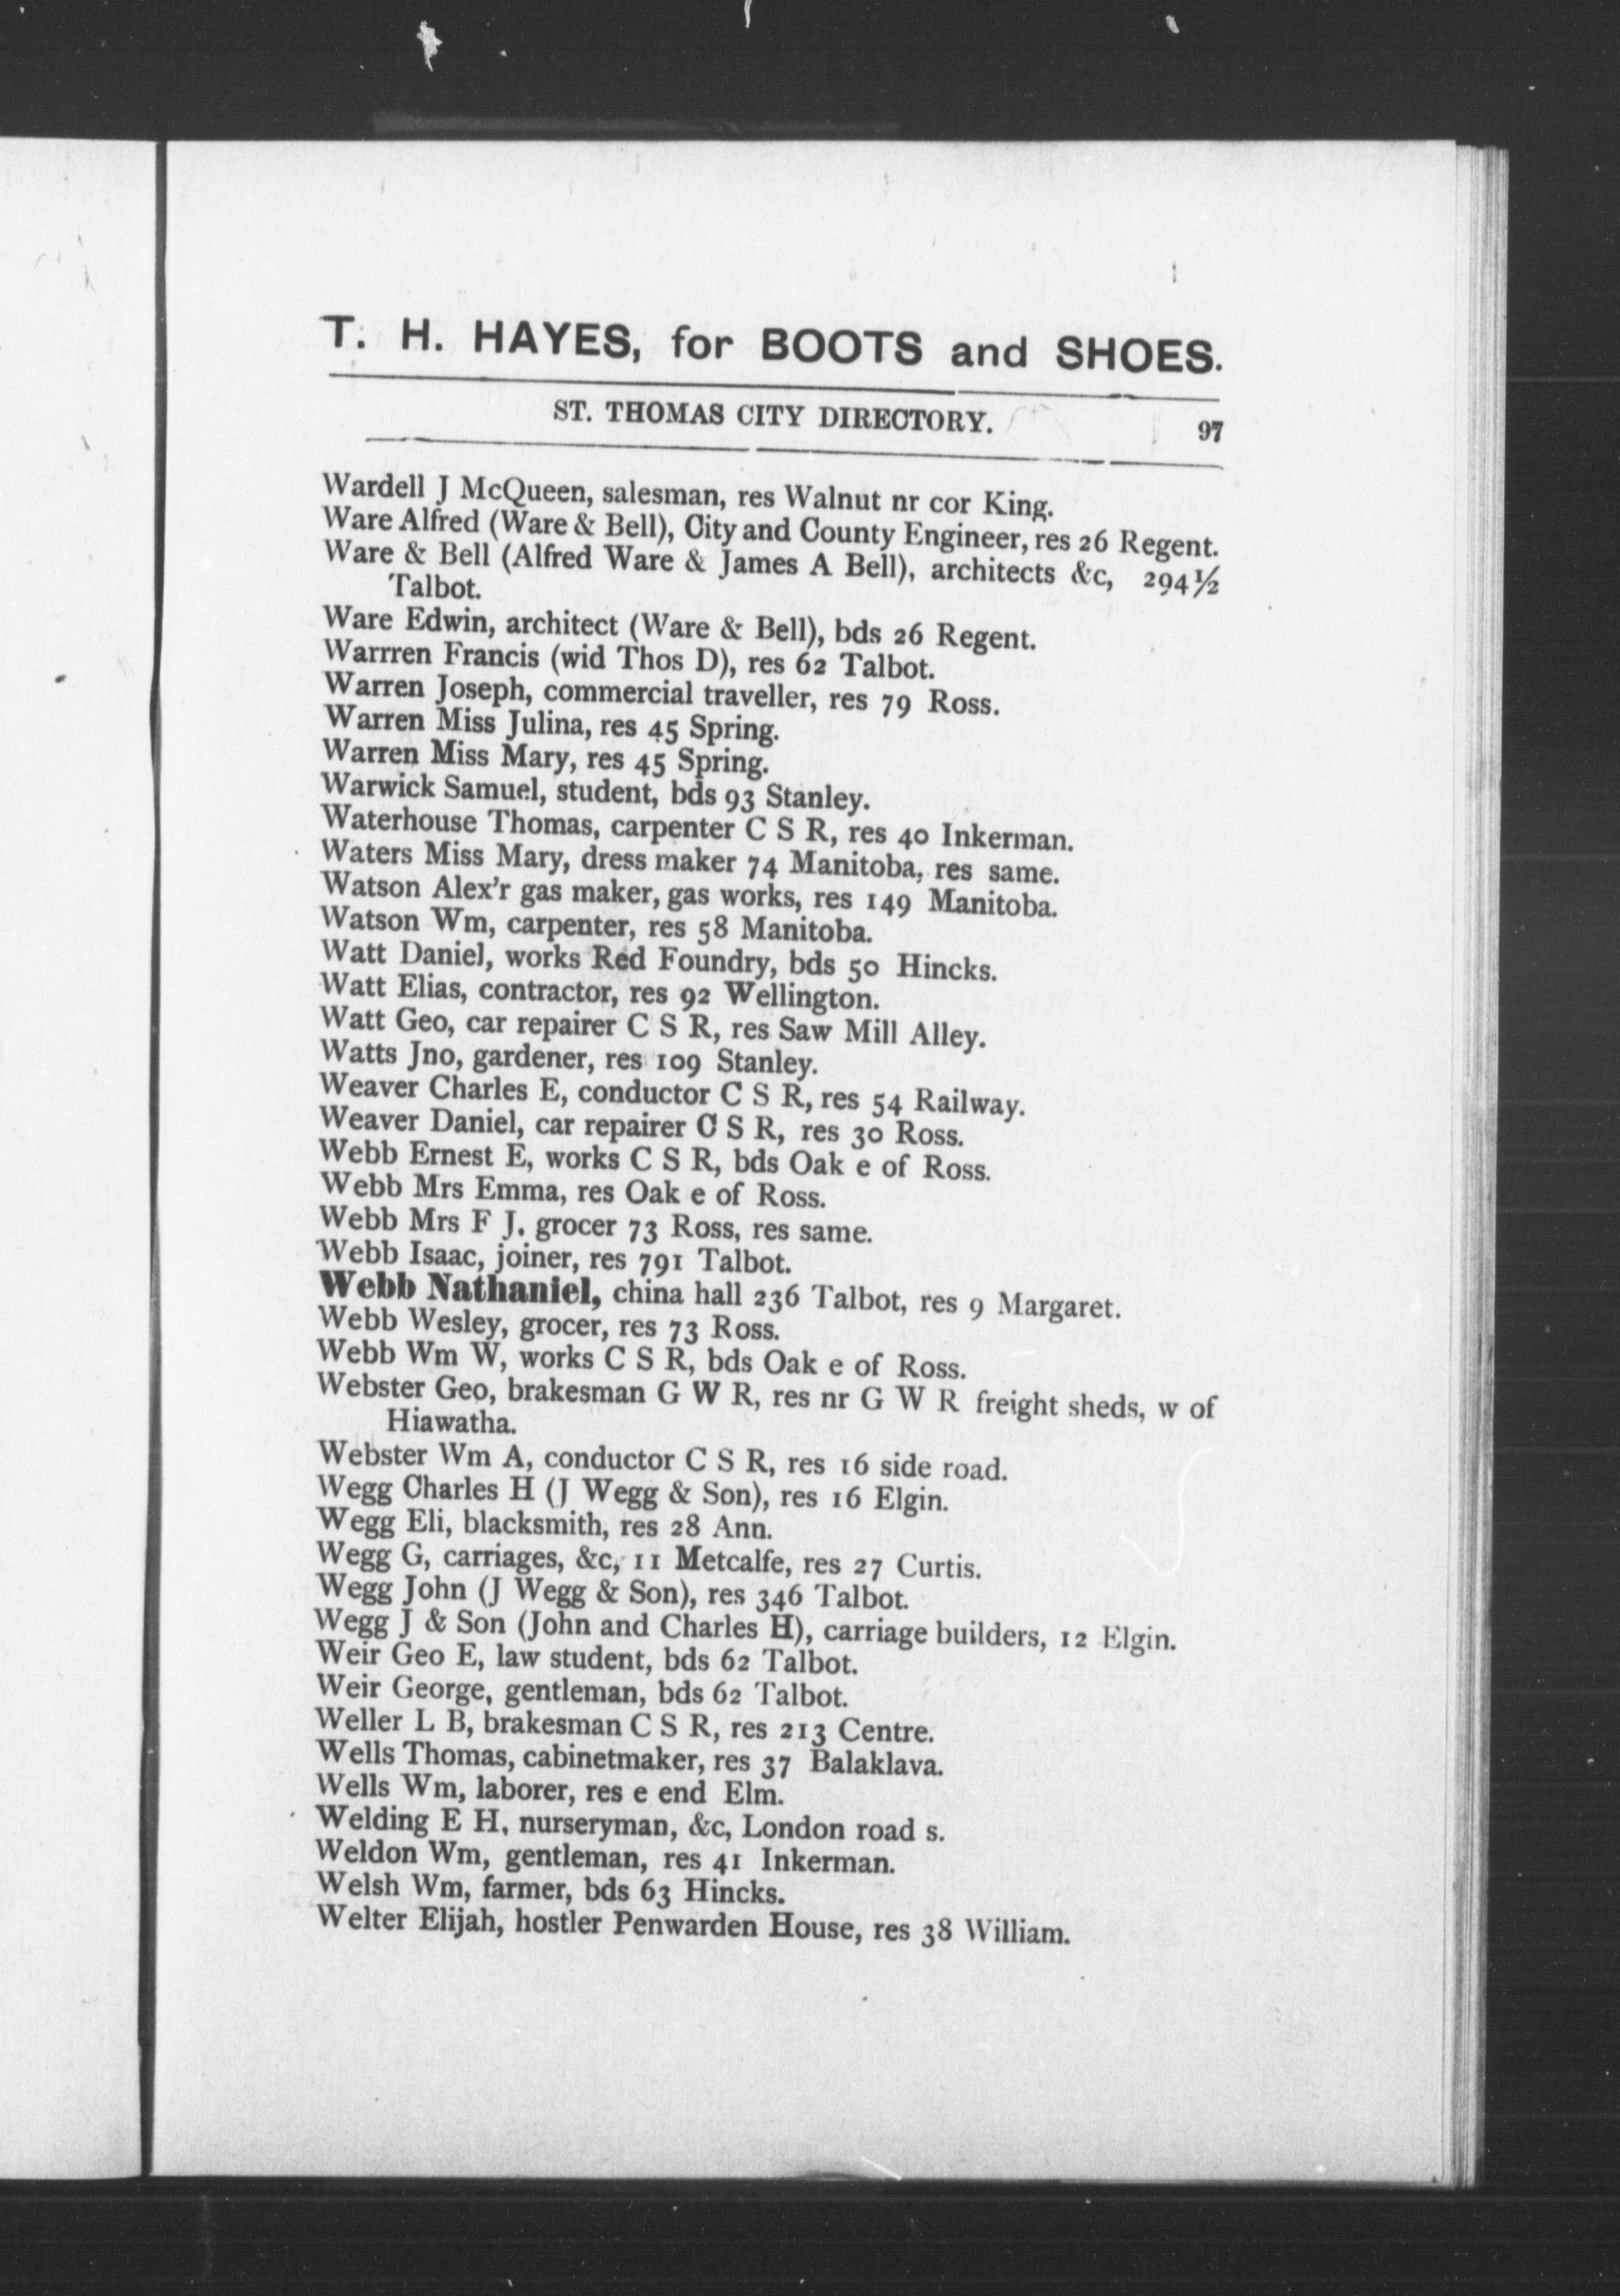 T. H. HAYES, for BOOTS and SHOES.
ST. THOMAS CITY DIRECTORY. 97
Wardell J McQueen, salesman, res Walnut nr cor King.
Ware Alfred (Ware & Bell), City and County Engineer, res 26 Regent.
Ware & Bell (Alfred Ware & James A Bell), architects &c, 294½
Talbot.
Ware Edwin, architect (Ware & Bell), bds 26 Regent.
Warrren Francis (wid Thos D), res 62 Talbot.
Warren Joseph, commercial traveller, res 79 Ross.
Warren Miss Julina, res 45 Spring.
Warren Miss Mary, res 45 Spring.
Warwick Samuel, student, bds 93 Stanley.
Waterhouse Thomas, carpenter C S R, res 40 Inkerman.
Waters Miss Mary, dress maker 74 Manitoba, res same.
Watson Alex'r gas maker, gas works, res 149 Manitoba.
Watson Wm, carpenter, res 58 Manitoba.
Watt Daniel, works Red Foundry, bds 50 Hincks.
Watt Elias, contractor, res 92 Wellington.
Watt Geo, car repairer C S R, res Saw Mill Alley.
Watts Jno, gardener, res 109 Stanley.
Weaver Charles E, conductor C S R, res 54 Railway.
Weaver Daniel, car repairer C S R, res 30 Ross.
Webb Ernest E, works C S R, bds Oak e of Ross.
Webb Mrs Emma, res Oak e of Ross.
Webb Mrs F J, grocer 73 Ross, res same.
Webb Isaac, joiner, res 791 Talbot.
Webb Nathaniel, china hall 236 Talbot, res 9 Margaret.
Webb Wesley, grocer, res 73 Ross.
Webb Wm W, works C S R, bds Oak e of Ross.
Webster Geo, brakesman G W R, res nr G W R freight sheds, w of
Hiawatha.
Webster Wm A, conductor C S R, res 16 side road.
Wegg Charles H (J Wegg & Son), res 16 Elgin.
Wegg Eli, blacksmith, res 28 Ann.
Wegg G, carriages, &c, 11 Metcalfe, res 27 Curtis.
Wegg John (J Wegg & Son), res 346 Talbot.
Wegg J & Son (John and Charles H), carriage builders, 12 Elgin.
Weir Geo E, law student, bds 62 Talbot.
Weir George, gentleman, bds 62 Talbot.
Weller L B, brakesman C S R, res 213 Centre.
Wells Thomas, cabinetmaker, res 37 Balaklava.
Wells Wm, laborer, res e end Elm.
Welding E H, nurseryman, &c, London road s.
Weldon Wm, gentleman, res 41 Inkerman.
Welsh Wm, farmer, bds 63 Hincks.
Welter Elijah, hostler Penwarden House, res 38 William.